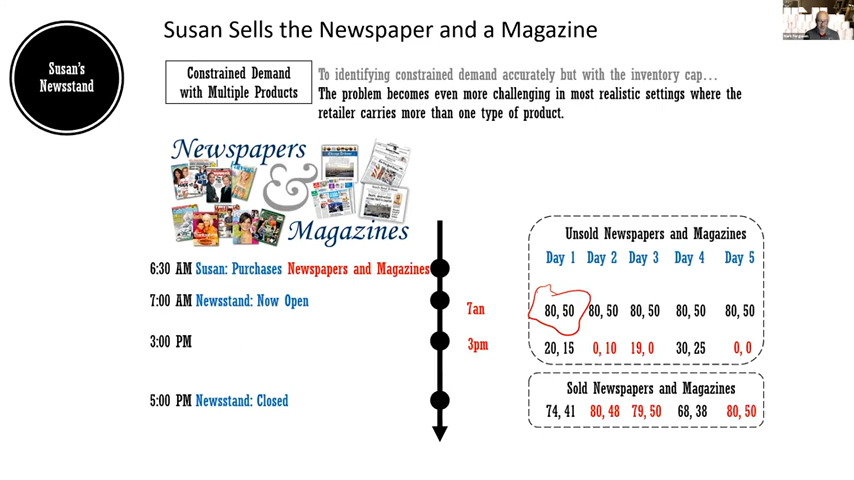 Susan Sells the Newspaper and a Magazine
Susan's
Newsstand
Constrained Demand
with Multiple Products
To identifying constrained demand accurately but with the inventory cap…
The problem becomes even more challenging in most realistic settings where the
retailer carries more than one type of product.
Newspapers
&
Magazines
6:30 AM Susan: Purchases Newspapers and Magazines
7:00 AM Newsstand: Now Open
3:00 PM
5:00 PM Newsstand: Closed
7an
3pm
Unsold Newspapers and Magazines
Day 1 Day 2 Day 3 Day 4 Day 5
80, 50 80, 50 80, 50 80, 50 80, 50
20, 15 0, 10 19, 0 30, 25 0, 0
Sold Newspapers and Magazines
74, 41 80, 48 79, 50 68, 38 80, 50